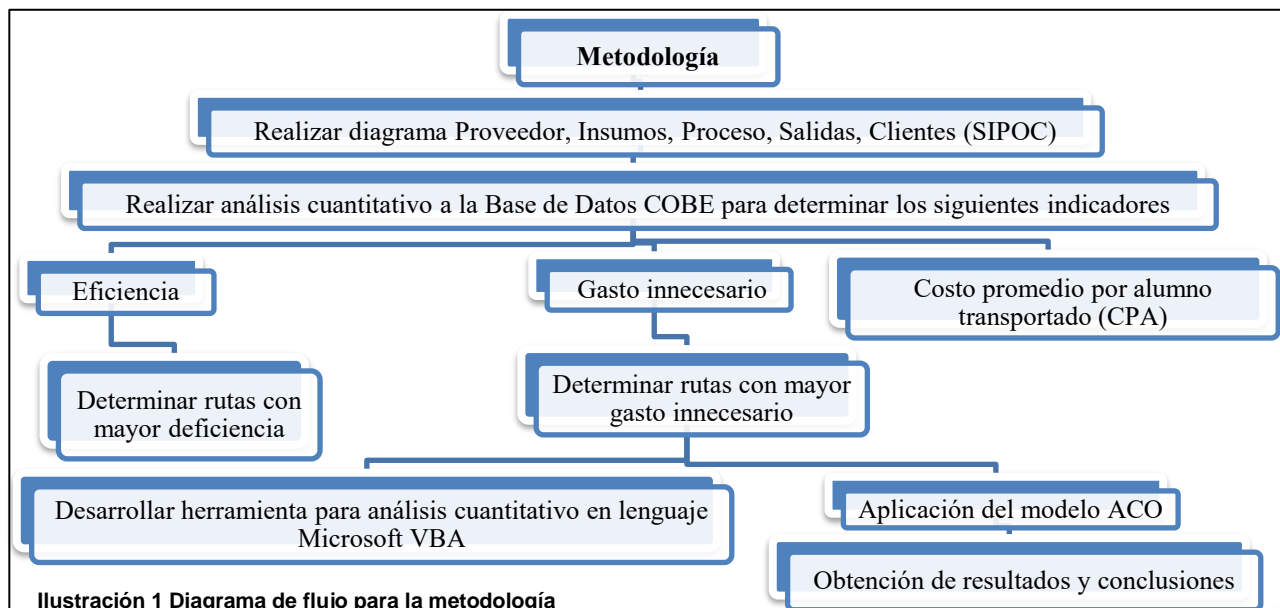 Metodología
Realizar diagrama Proveedor, Insumos, Proceso, Salidas, Clientes (SIPOC)
Realizar análisis cuantitativo a la Base de Datos COBE para determinar los siguientes indicadores
Eficiencia
Gasto innecesario
Costo promedio por alumno
transportado (CPA)
Determinar rutas con
mayor deficiencia
Determinar rutas con mayor
gasto innecesario
Desarrollar herramienta para análisis cuantitativo en lenguaje
Microsoft VBA
Aplicación del modelo ACO
Obtención de resultados y conclusiones
Ilustración 1 Diagrama de flujo para la metodología